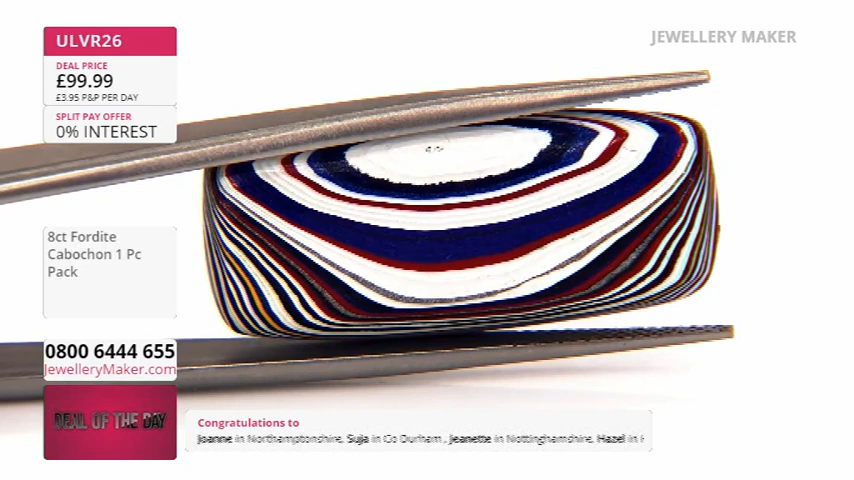 ULVR26
DEAL PRICE
£99.99
£3.95 P&P PER DAY
SPLIT PAY OFFER
0% INTEREST
JEWELLERY MAKER
8ct Fordite
Cabochon 1 Pc
Pack
0800 6444 655
JewelleryMaker.com
DEAL OF THE DAY
Congratulations to
Joanne in Northamptonshire, Suja in Co Durham, Jeanette in Nottinghamshire, Hazel in